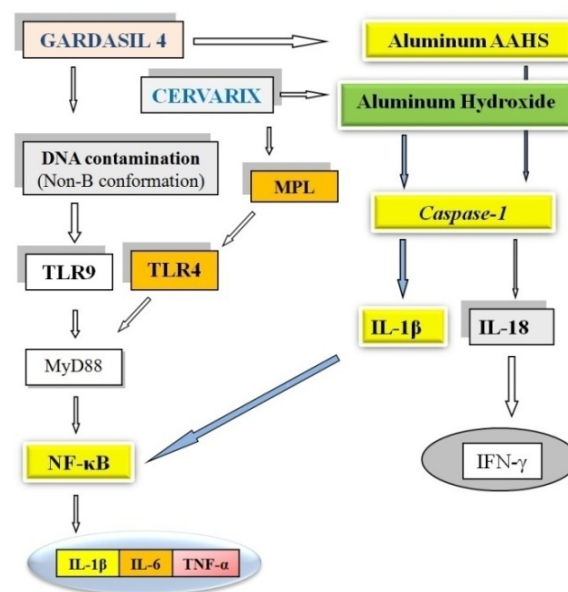 GARDASIL 4
Aluminum AAHS
CERVARIX
Aluminum Hydroxide
DNA contamination
(Non-B conformation)
MPL
Caspase-1
TLR9
TLR4
IL-1β
IL-18
MyD88
NF-κB
IFN-γ
IL-1β
IL-6
TNF-α